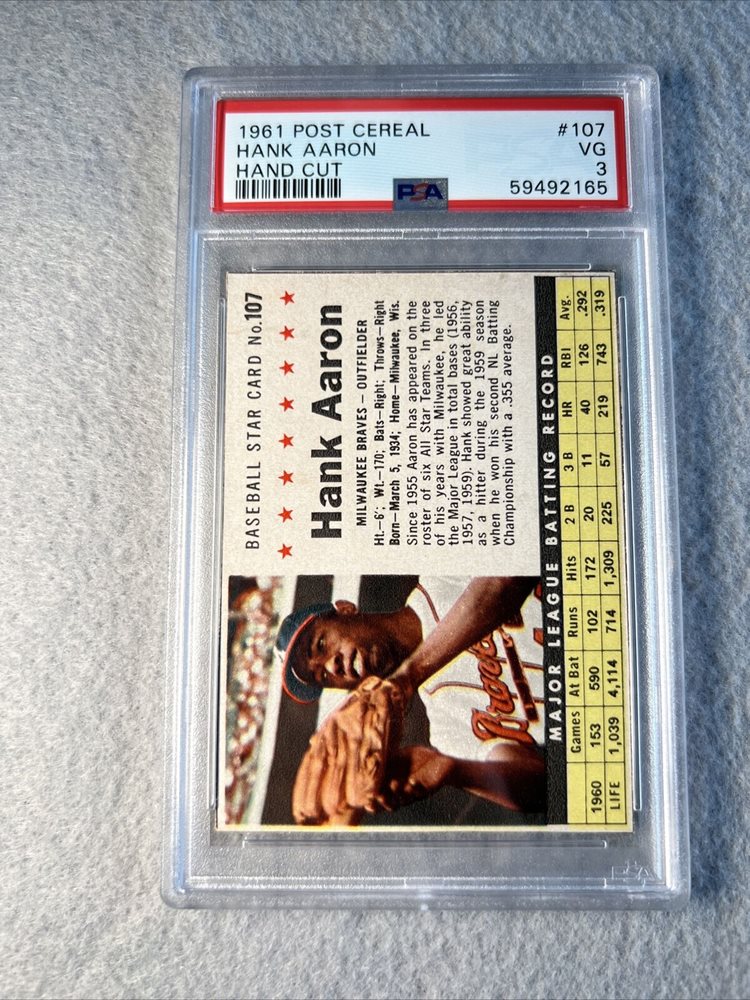 1961 POST CEREAL #107
HANK AARON VG
HAND CUT 3
PSA 59492165
BASEBALL STAR CARD No.107
Hank Aaron
MILWAUKEE BRAVES – OUTFIELDER
Ht.–6'; Wt.–170; Bats–Right; Throws–Right
Born–March 5, 1934; Home–Milwaukee, Wis.
Since 1955 Aaron has appeared on the
roster of six All Star Teams. In three
of his years with Milwaukee, he led
the Major League in total bases (1956,
1957, 1959). Hank showed great ability
as a hitter during the 1959 season
when he won his second NL Batting
Championship with a .355 average.
Braves
MAJOR LEAGUE BATTING RECORD
Games At Bat Runs Hits 2 B 3 B HR RBI Avg.
1960 153 590 102 172 20 11 40 126 .292
LIFE 1,039 4,114 714 1,309 225 57 219 743 .319
PSA